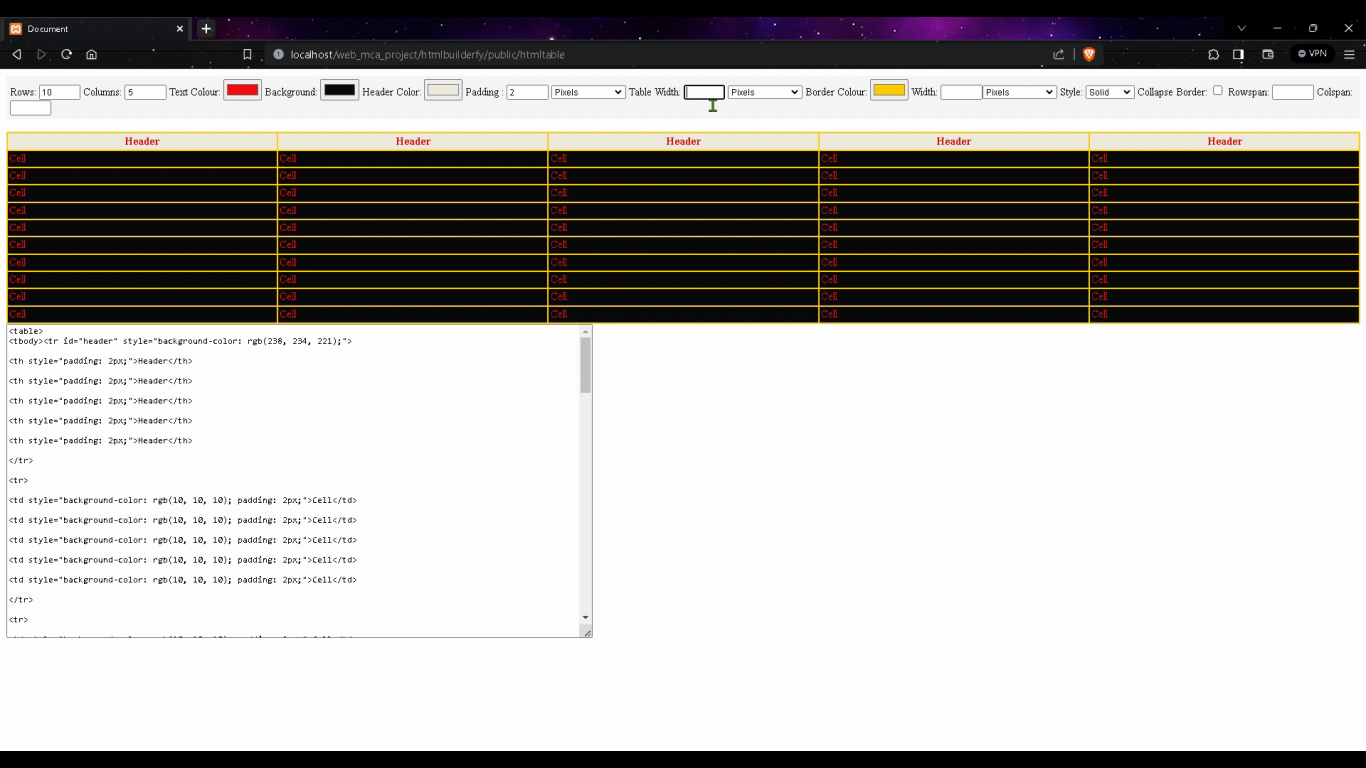 Document
localhost/web_mca_project/htmlbuilderfy/public/htmltable
VPN
Rows: 10 Columns: 5 Text Colour: Background: Header Color: Padding : 2 Pixels Table Width: Pixels Border Colour: Width: Pixels Style: Solid Collapse Border: Rowspan: Colspan:
Header Header Header Header Header
Cell Cell Cell Cell Cell
Cell Cell Cell Cell Cell
Cell Cell Cell Cell Cell
Cell Cell Cell Cell Cell
Cell Cell Cell Cell Cell
Cell Cell Cell Cell Cell
Cell Cell Cell Cell Cell
Cell Cell Cell Cell Cell
Cell Cell Cell Cell Cell
Cell Cell Cell Cell Cell
<table>
<tbody><tr id="header" style="background-color: rgb(238, 234, 221);">
<th style="padding: 2px;">Header</th>
<th style="padding: 2px;">Header</th>
<th style="padding: 2px;">Header</th>
<th style="padding: 2px;">Header</th>
<th style="padding: 2px;">Header</th>
</tr>
<tr>
<td style="background-color: rgb(10, 10, 10); padding: 2px;">Cell</td>
<td style="background-color: rgb(10, 10, 10); padding: 2px;">Cell</td>
<td style="background-color: rgb(10, 10, 10); padding: 2px;">Cell</td>
<td style="background-color: rgb(10, 10, 10); padding: 2px;">Cell</td>
<td style="background-color: rgb(10, 10, 10); padding: 2px;">Cell</td>
</tr>
<tr>